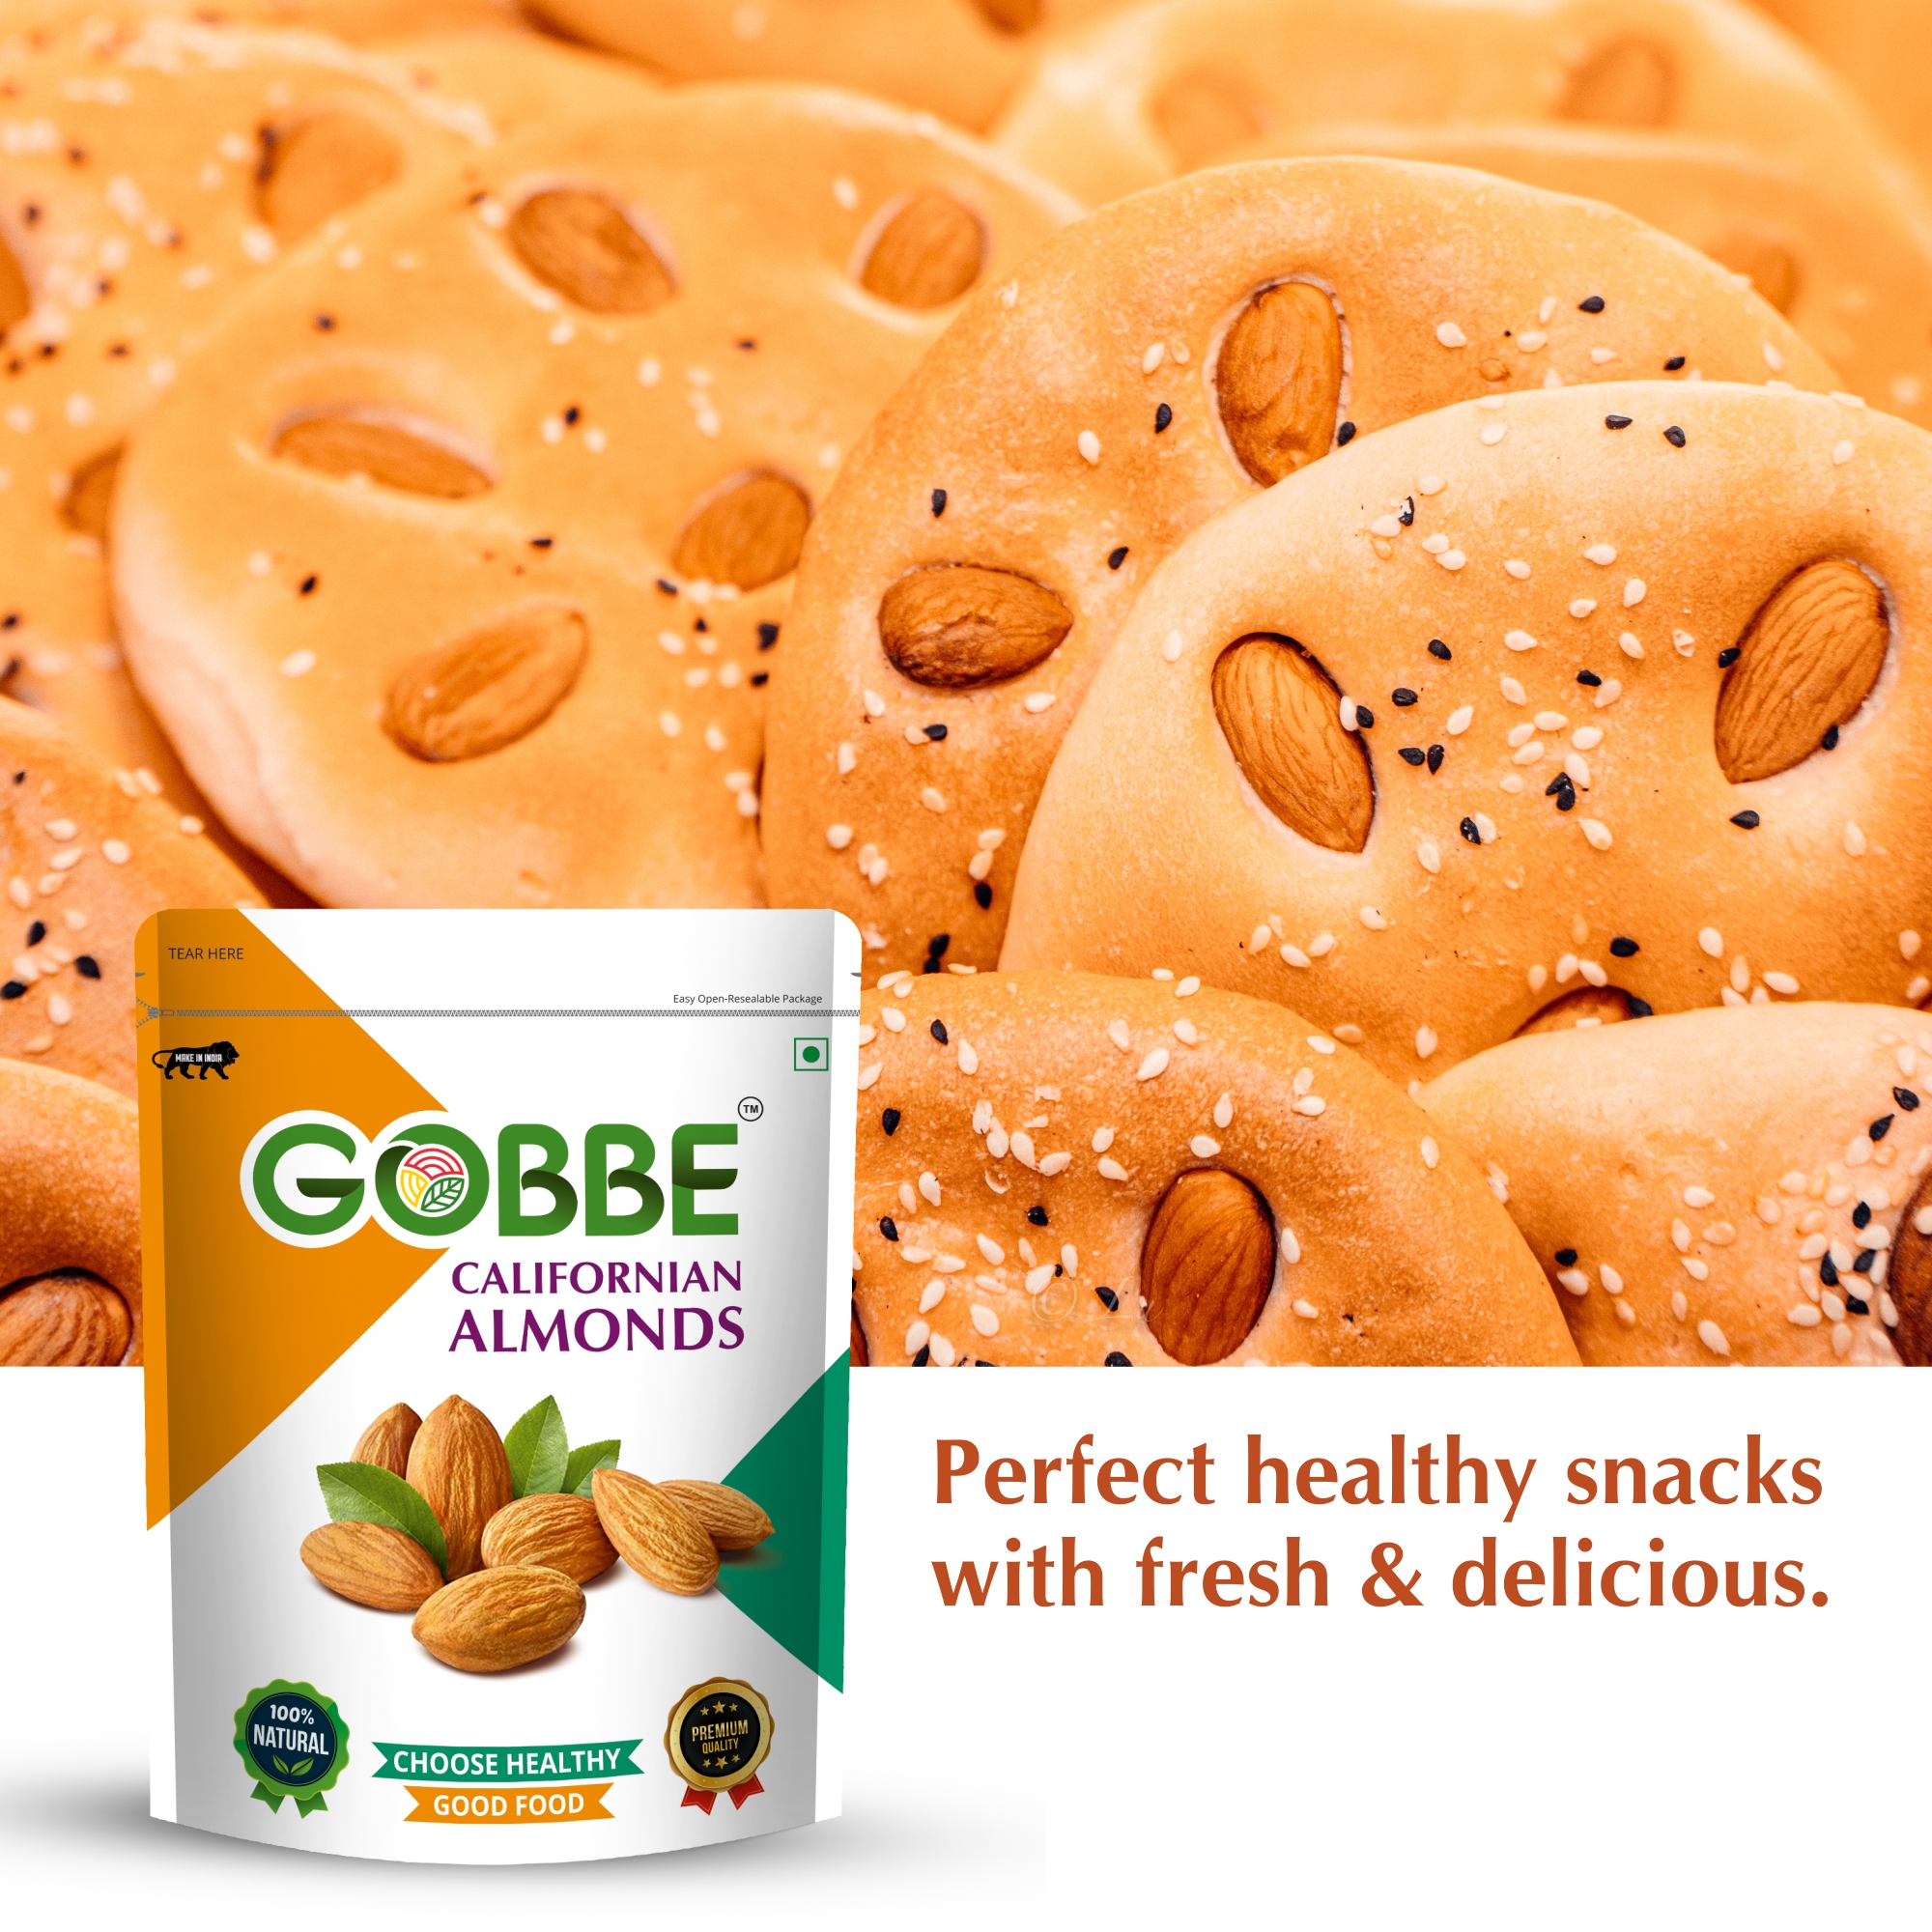 TEAR HERE
Easy Open-Resealable Package
MAKE IN INDIA
GOBBE TM
CALIFORNIAN
ALMONDS
100%
NATURAL
CHOOSE HEALTHY
GOOD FOOD
PREMIUM
QUALITY
Perfect healthy snacks
with fresh & delicious.